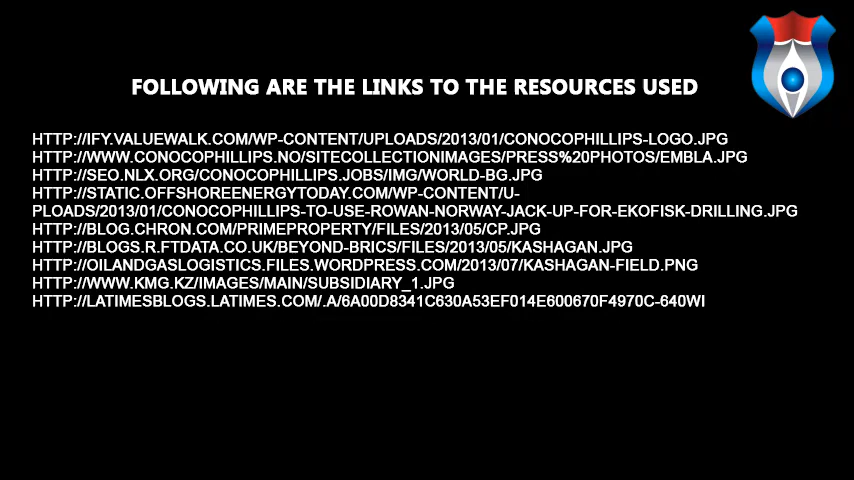 FOLLOWING ARE THE LINKS TO THE RESOURCES USED
HTTP://IFY.VALUEWALK.COM/WP-CONTENT/UPLOADS/2013/01/CONOCOPHILLIPS-LOGO.JPG
HTTP://WWW.CONOCOPHILLIPS.NO/SITECOLLECTIONIMAGES/PRESS%20PHOTOS/EMBLA.JPG
HTTP://SEO.NLX.ORG/CONOCOPHILLIPS.JOBS/IMG/WORLD-BG.JPG
HTTP://STATIC.OFFSHOREENERGYTODAY.COM/WP-CONTENT/U-
PLOADS/2013/01/CONOCOPHILLIPS-TO-USE-ROWAN-NORWAY-JACK-UP-FOR-EKOFISK-DRILLING.JPG
HTTP://BLOG.CHRON.COM/PRIMEPROPERTY/FILES/2013/05/CP.JPG
HTTP://BLOGS.R.FTDATA.CO.UK/BEYOND-BRICS/FILES/2013/05/KASHAGAN.JPG
HTTP://OILANDGASLOGISTICS.FILES.WORDPRESS.COM/2013/07/KASHAGAN-FIELD.PNG
HTTP://WWW.KMG.KZ/IMAGES/MAIN/SUBSIDIARY_1.JPG
HTTP://LATIMESBLOGS.LATIMES.COM/.A/6A00D8341C630A53EF014E600670F4970C-640WI